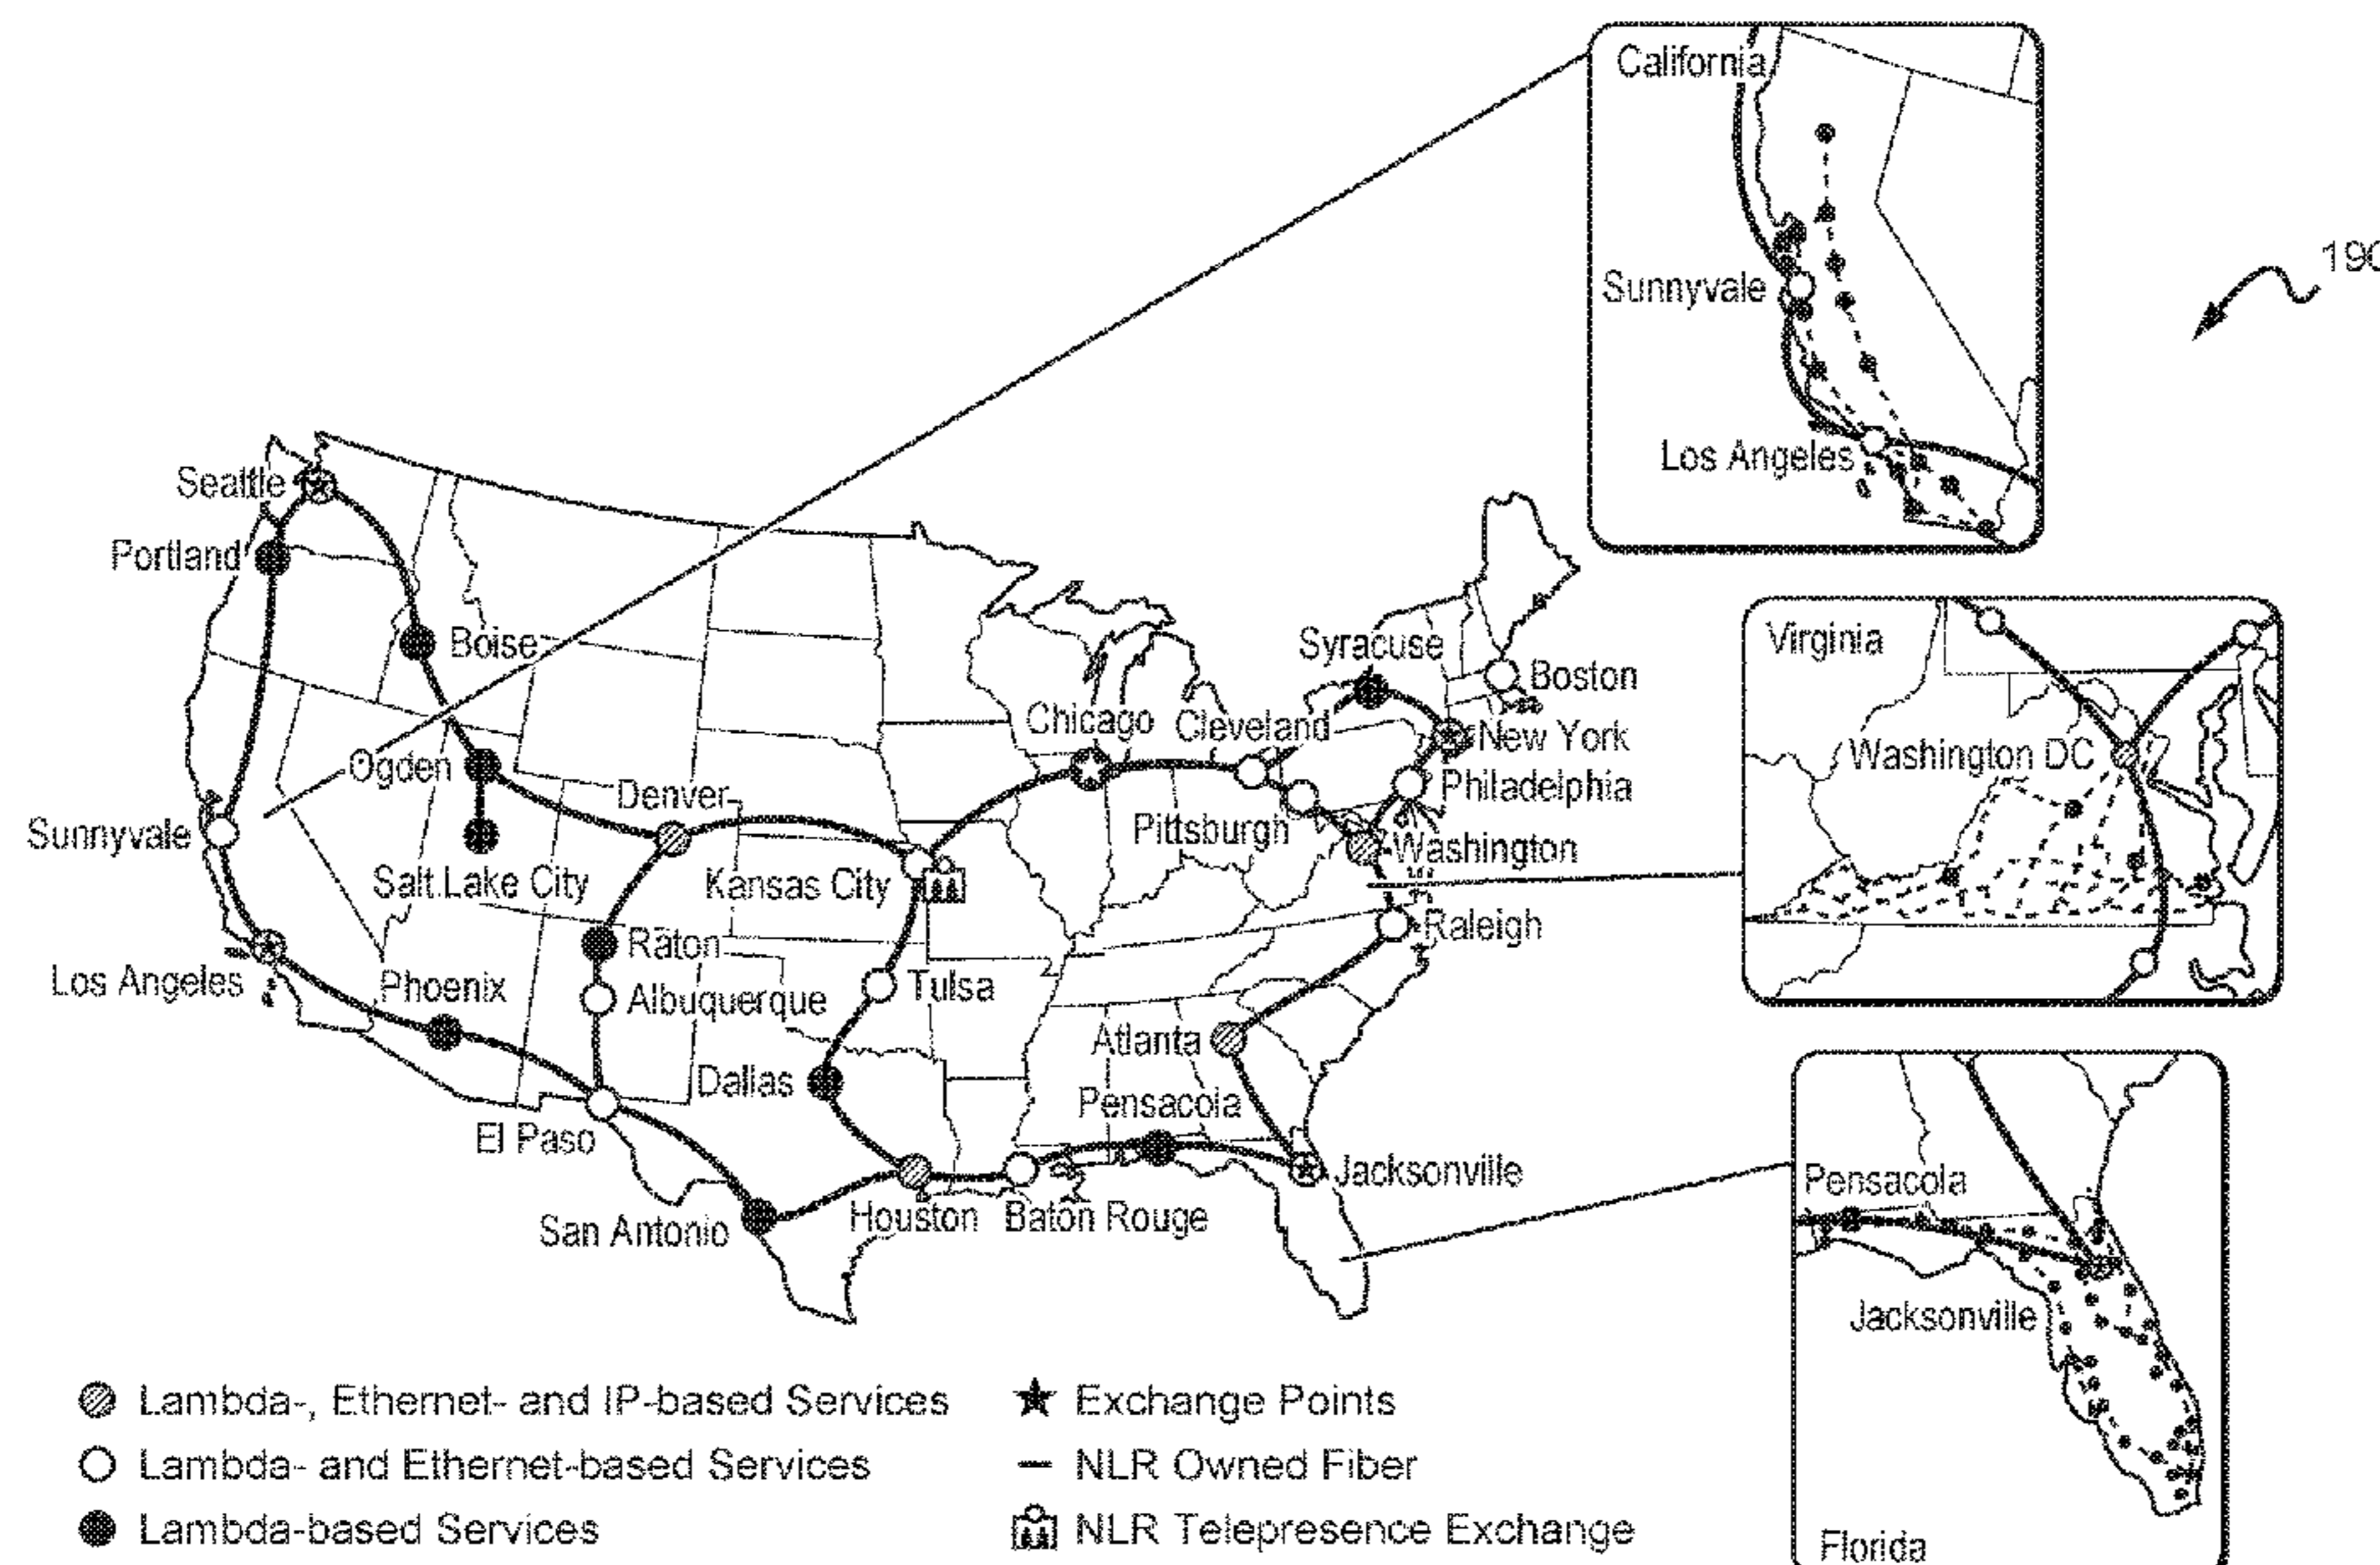 California
190
Sunnyvale
Los Angeles
Seattle
Portland
Boise
Syracuse
Boston
Virginia
Chicago
Cleveland
New York
Ogden
Denver
Philadelphia
Washington DC
Sunnyvale
Pittsburgh
Washington
Salt Lake City
Kansas City
Raton
Raleigh
Los Angeles
Phoenix
Albuquerque
Tulsa
Atlanta
Dallas
Pensacola
El Paso
Jacksonville
Pensacola
San Antonio
Houston
Baton Rouge
Jacksonville
Lambda-, Ethernet- and IP-based Services
Exchange Points
Lambda- and Ethernet-based Services
NLR Owned Fiber
Lambda-based Services
NLR Telepresence Exchange
Florida